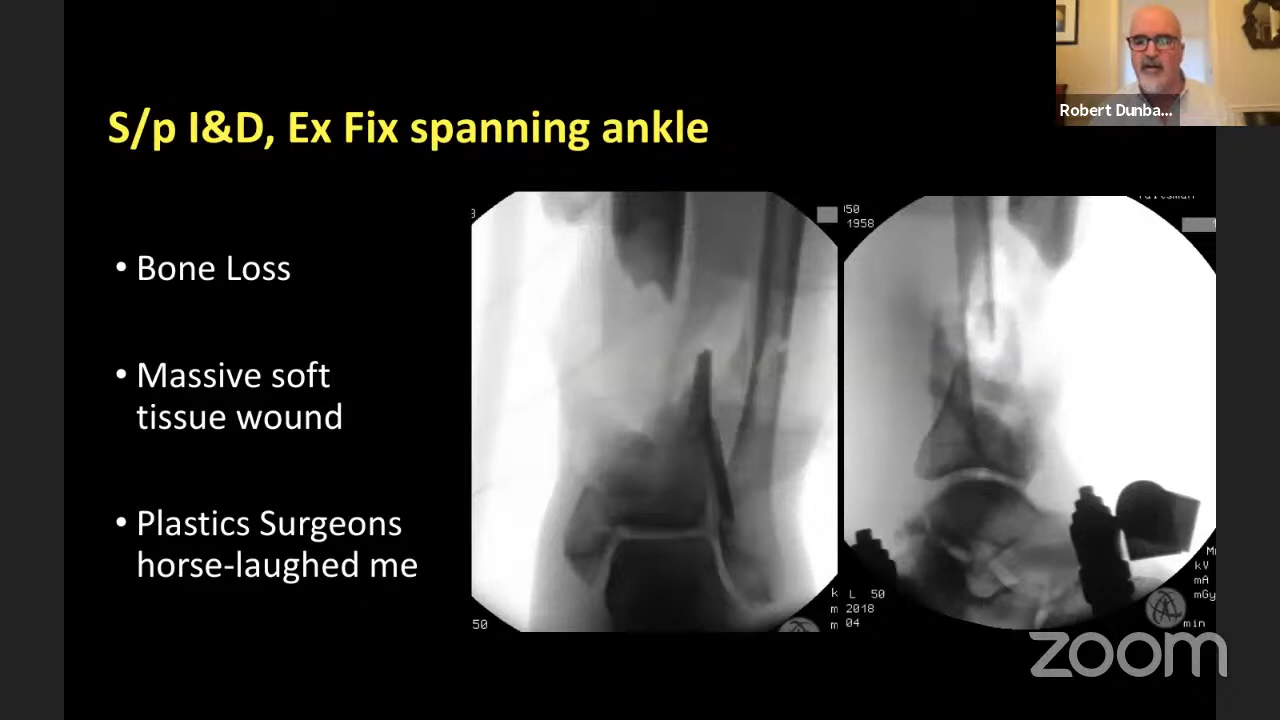 Robert Dunba...
S/p I&D, Ex Fix spanning ankle
• Bone Loss
• Massive soft
tissue wound
• Plastics Surgeons
horse-laughed me
3
50
1958
50
k L 50
m 2018
m 04
kV
mA
mGy
min
zoom